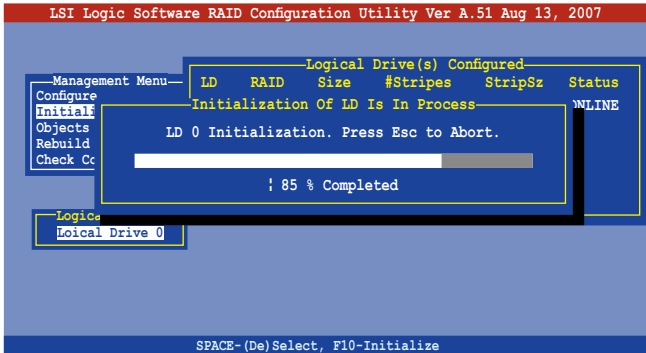 LSI Logic Software RAID Configuration Utility Ver A.51 Aug 13, 2007
Logical Drive(s) Configured
LD RAID Size #Stripes StripSz Status
ONLINE
Management Menu
Configure
Initiali
Objects
Rebuild
Check Co
Initialization Of LD Is In Process
LD 0 Initialization. Press Esc to Abort.
¦ 85 % Completed
Logica
Loical Drive 0
SPACE-(De)Select, F10-Initialize